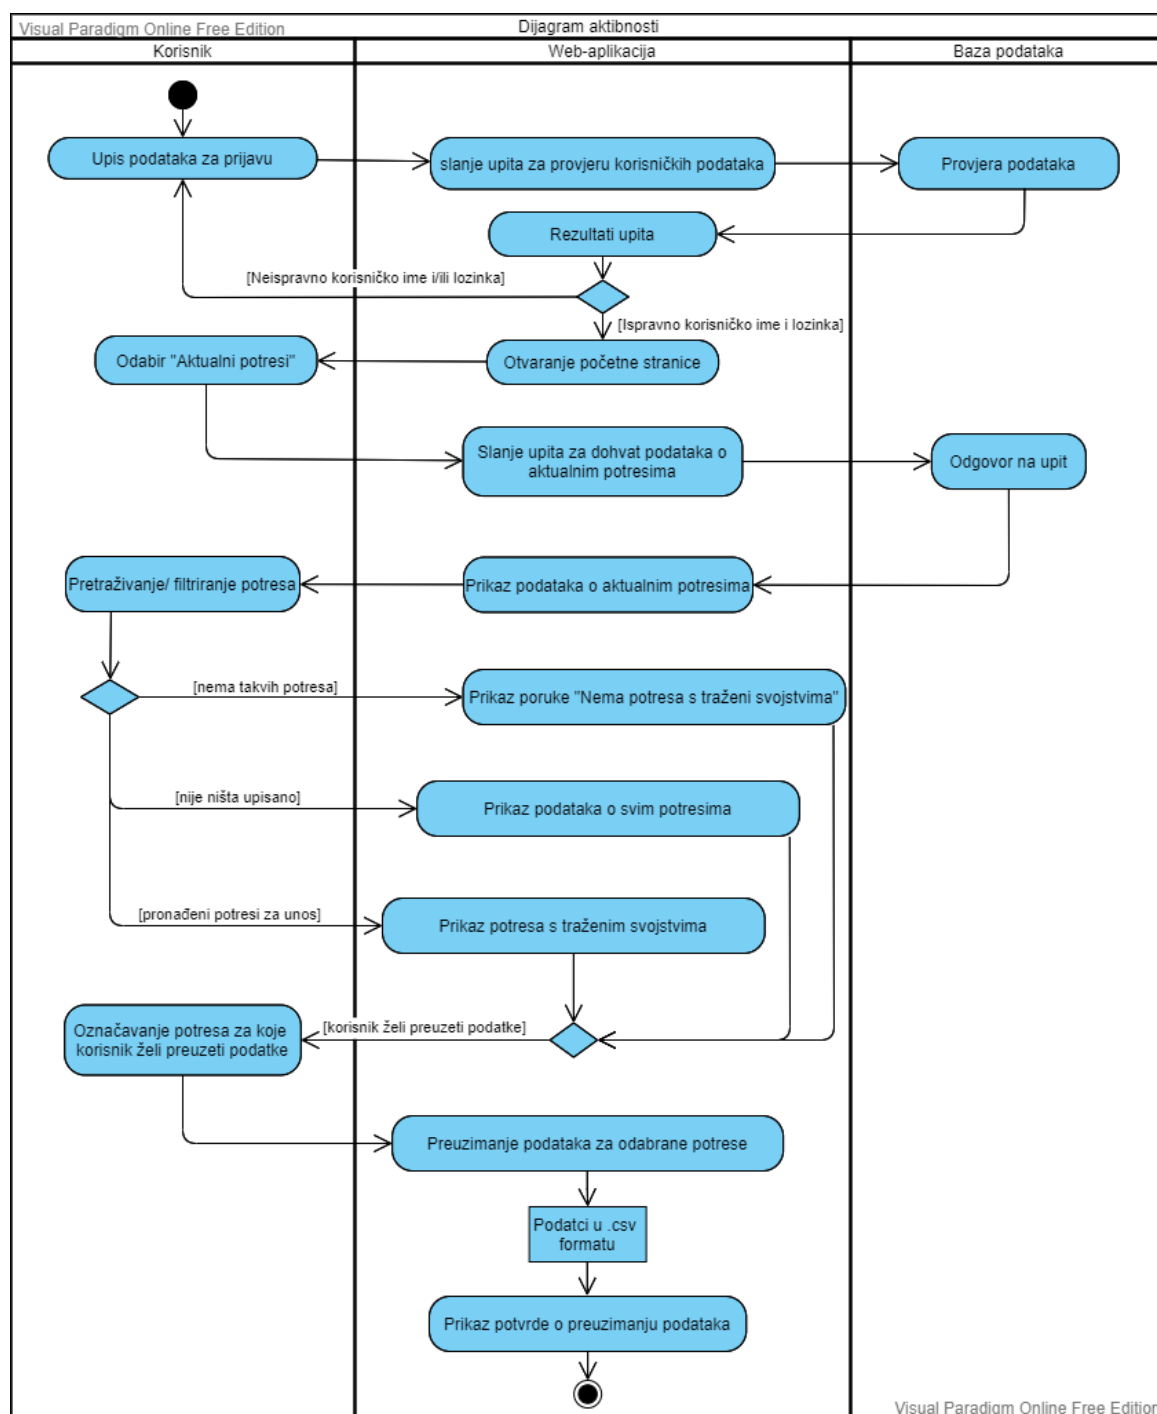 Visual Paradigm Online Free Edition
Dijagram aktibnosti
Korisnik
Web-aplikacija
Baza podataka
Upis podataka za prijavu
slanje upita za provjeru korisničkih podataka
Provjera podataka
Rezultati upita
[Neispravno korisničko ime i/ili lozinka]
[Ispravno korisničko ime i lozinka]
Odabir "Aktualni potresi"
Otvaranje početne stranice
Slanje upita za dohvat podataka o
aktualnim potresima
Odgovor na upit
Pretraživanje/ filtriranje potresa
Prikaz podataka o aktualnim potresima
[nema takvih potresa]
Prikaz poruke "Nema potresa s traženi svojstvima"
[nije ništa upisano]
Prikaz podataka o svim potresima
[pronađeni potresi za unos]
Prikaz potresa s traženim svojstvima
Označavanje potresa za koje
korisnik želi preuzeti podatke
[korisnik želi preuzeti podatke]
Preuzimanje podataka za odabrane potrese
Podatci u .csv
formatu
Prikaz potvrde o preuzimanju podataka
Visual Paradigm Online Free Edition